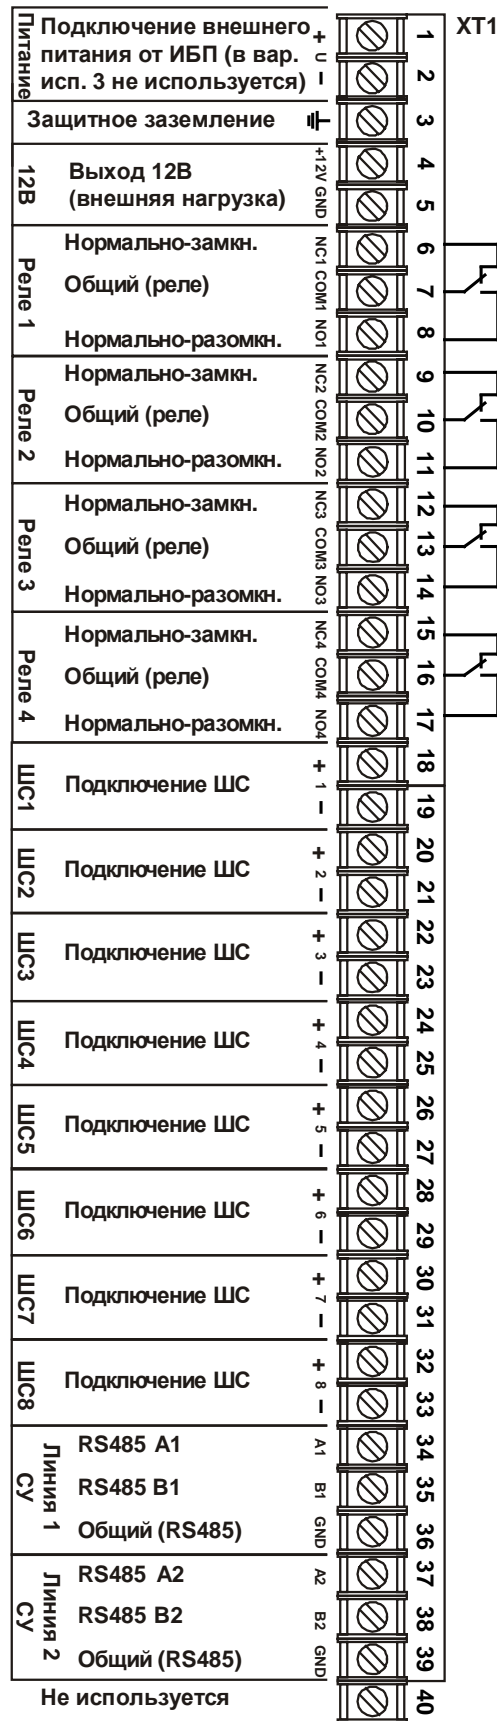 XT1
Питание
Подключение внешнего
питания от ИБП (в вар.
исп. 3 не используется)
+ U –
1
2
Защитное заземление
3
12В
Выход 12В
(внешняя нагрузка)
+12V GND
4
5
Реле 1
Нормально-замкн. NC1 6
Общий (реле) COM1 7
Нормально-разомкн. NO1 8
Реле 2
Нормально-замкн. NC2 9
Общий (реле) COM2 10
Нормально-разомкн. NO2 11
Реле 3
Нормально-замкн. NC3 12
Общий (реле) COM3 13
Нормально-разомкн. NO3 14
Реле 4
Нормально-замкн. NC4 15
Общий (реле) COM4 16
Нормально-разомкн. NO4 17
ШС1
Подключение ШС
+ 1 –
18
19
ШС2
Подключение ШС
+ 2 –
20
21
ШС3
Подключение ШС
+ 3 –
22
23
ШС4
Подключение ШС
+ 4 –
24
25
ШС5
Подключение ШС
+ 5 –
26
27
ШС6
Подключение ШС
+ 6 –
28
29
ШС7
Подключение ШС
+ 7 –
30
31
ШС8
Подключение ШС
+ 8 –
32
33
Линия 1
СУ
RS485 A1 A1 34
RS485 B1 B1 35
Общий (RS485) GND 36
Линия 2
СУ
RS485 A2 A2 37
RS485 B2 B2 38
Общий (RS485) GND 39
Не используется 40